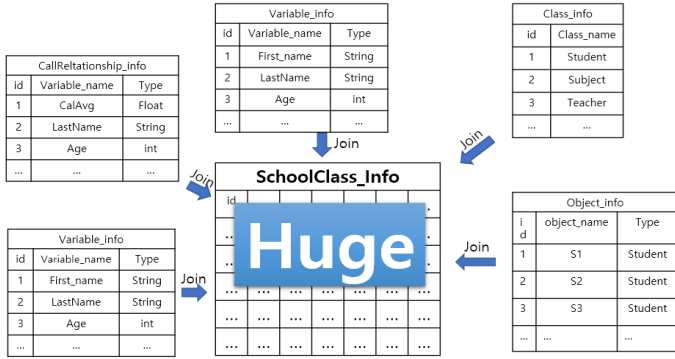 Variable_info
id Variable_name Type
1 First_name String
2 LastName String
3 Age int
... ... ...
Class_info
id Class_name
1 Student
2 Subject
3 Teacher
... ...
CallReltationship_info
id Variable_name Type
1 CalAvg Float
2 LastName String
3 Age int
... ... ...
Join
Join
Join
SchoolClass_Info
id
Huge
... ... ... ... ... ... ...
... ... ... ... ... ... ...
... ... ... ... ... ... ...
Variable_info
id Variable_name Type
1 First_name String
2 LastName String
3 Age int
... ... ...
Join
Join
Object_info
id object_name Type
1 S1 Student
2 S2 Student
3 S3 Student
... ... ...